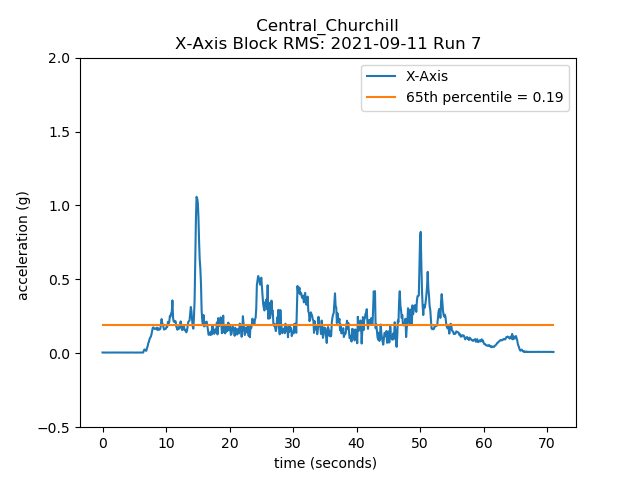 Central_Churchill
X-Axis Block RMS: 2021-09-11 Run 7
2.0
X-Axis
65th percentile = 0.19
1.5
1.0
0.5
0.0
−0.5
acceleration (g)
0 10 20 30 40 50 60 70
time (seconds)